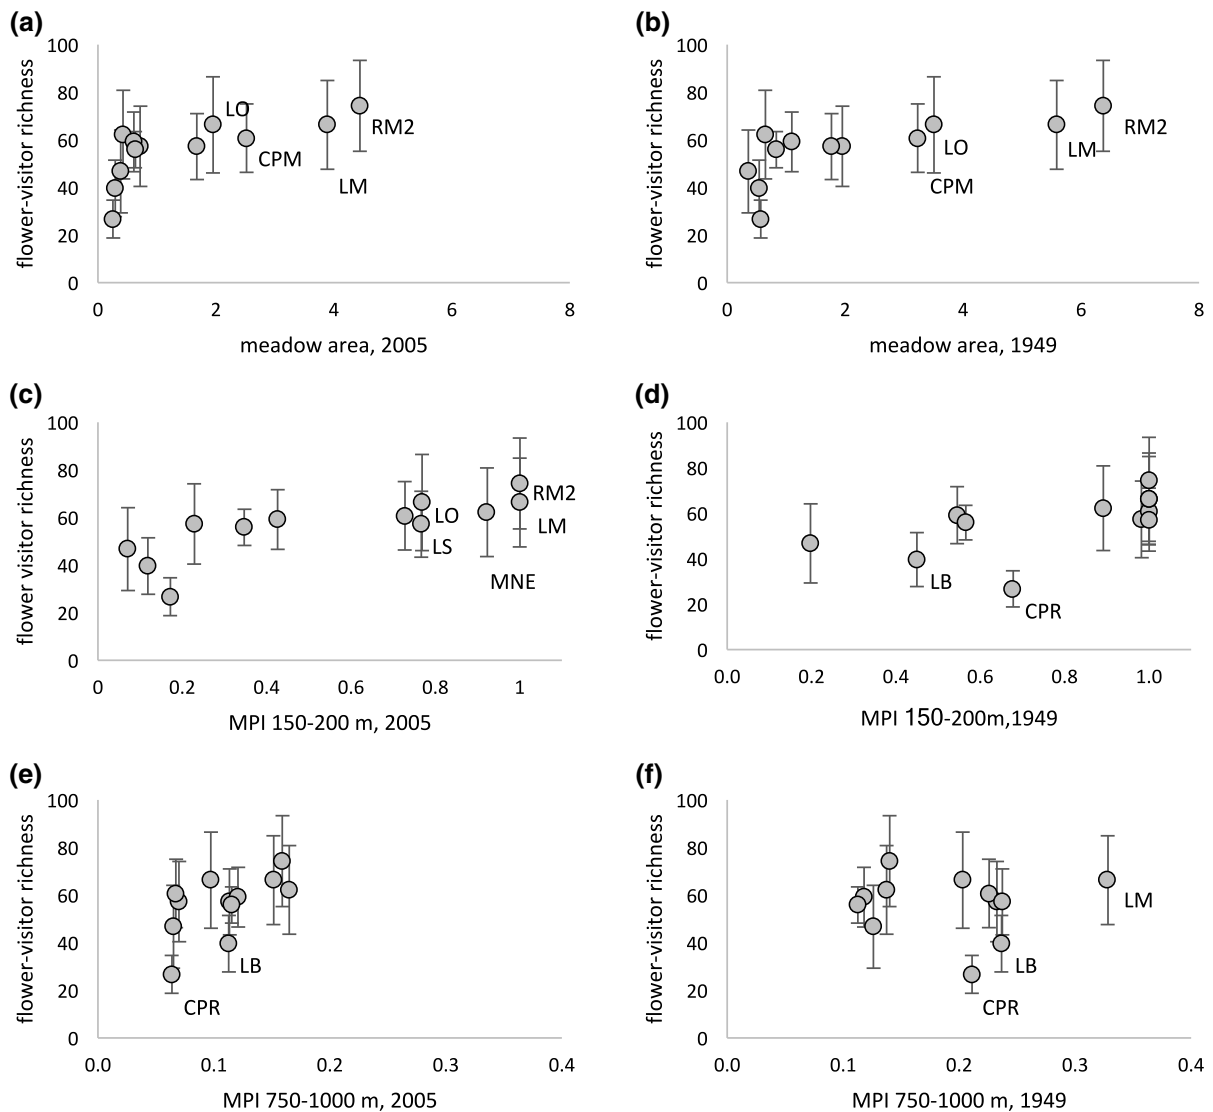 (a)
flower-visitor richness
100
80
60
40
20
0
LO
CPM
LM
RM2
0 2 4 6 8
meadow area, 2005
(b)
flower-visitor richness
100
80
60
40
20
0
LO
CPM
LM
RM2
0 2 4 6 8
meadow area, 1949
(c)
flower visitor richness
100
80
60
40
20
0
LO
LS
MNE
RM2
LM
0 0.2 0.4 0.6 0.8 1
MPI 150-200 m, 2005
(d)
flower-visitor richness
100
80
60
40
20
0
LB
CPR
0.0 0.2 0.4 0.6 0.8 1.0
MPI 150-200m,1949
(e)
flower-visitor richness
100
80
60
40
20
0
LB
CPR
0.0 0.1 0.2 0.3 0.4
MPI 750-1000 m, 2005
(f)
flower-visitor richness
100
80
60
40
20
0
LM
LB
CPR
0.0 0.1 0.2 0.3 0.4
MPI 750-1000 m, 1949